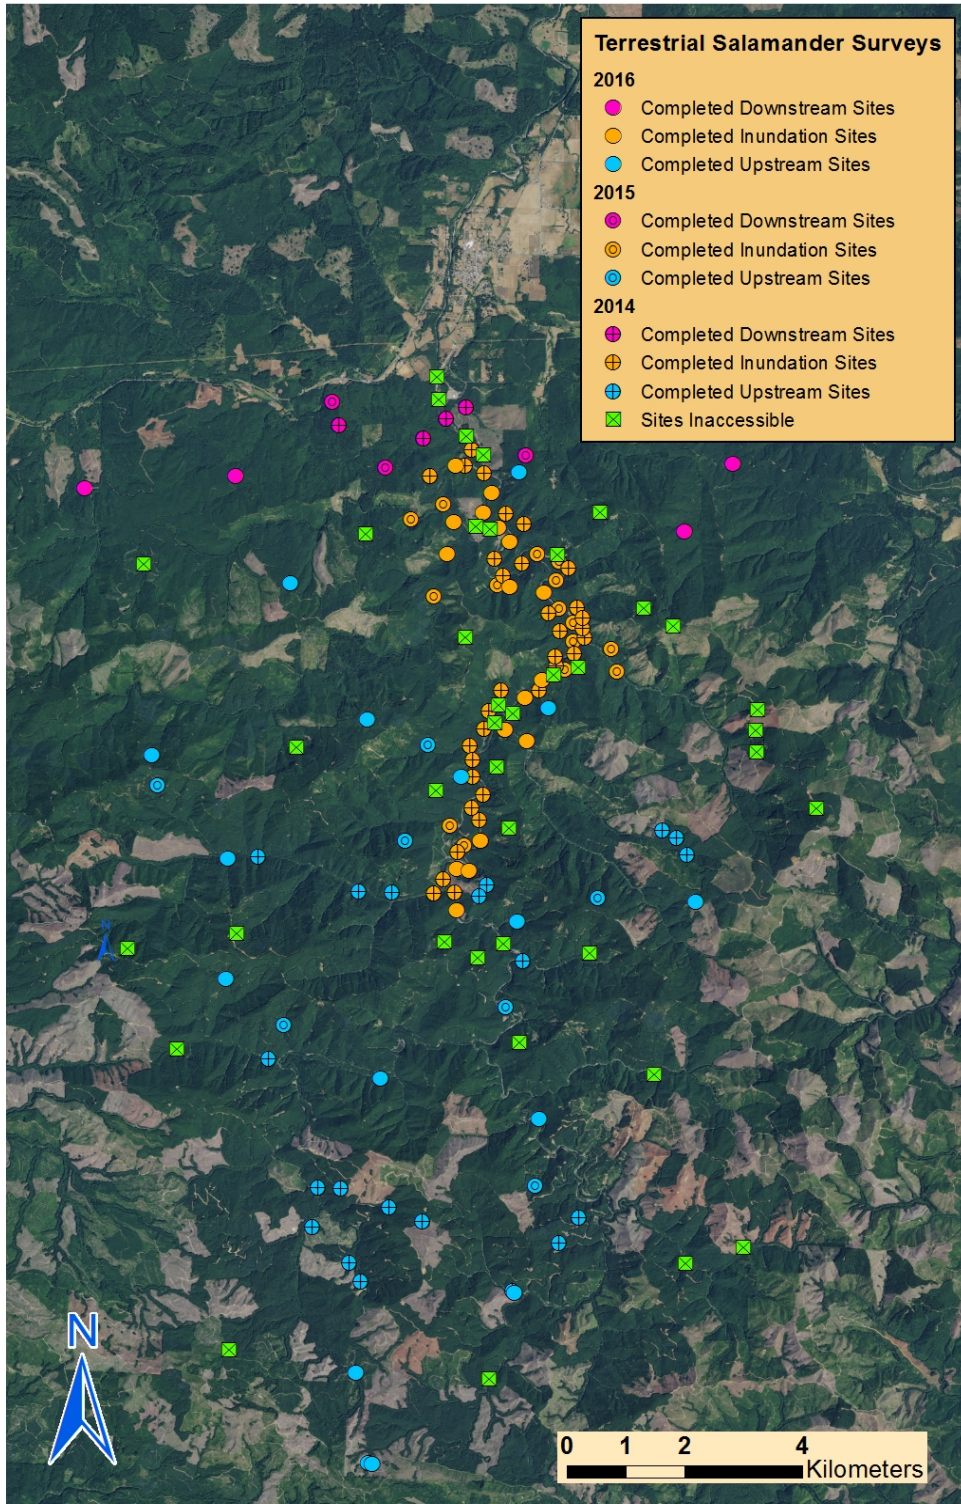 Terrestrial Salamander Surveys
2016
Completed Downstream Sites
Completed Inundation Sites
Completed Upstream Sites
2015
Completed Downstream Sites
Completed Inundation Sites
Completed Upstream Sites
2014
Completed Downstream Sites
Completed Inundation Sites
Completed Upstream Sites
Sites Inaccessible
N
N
0 1 2 4
Kilometers